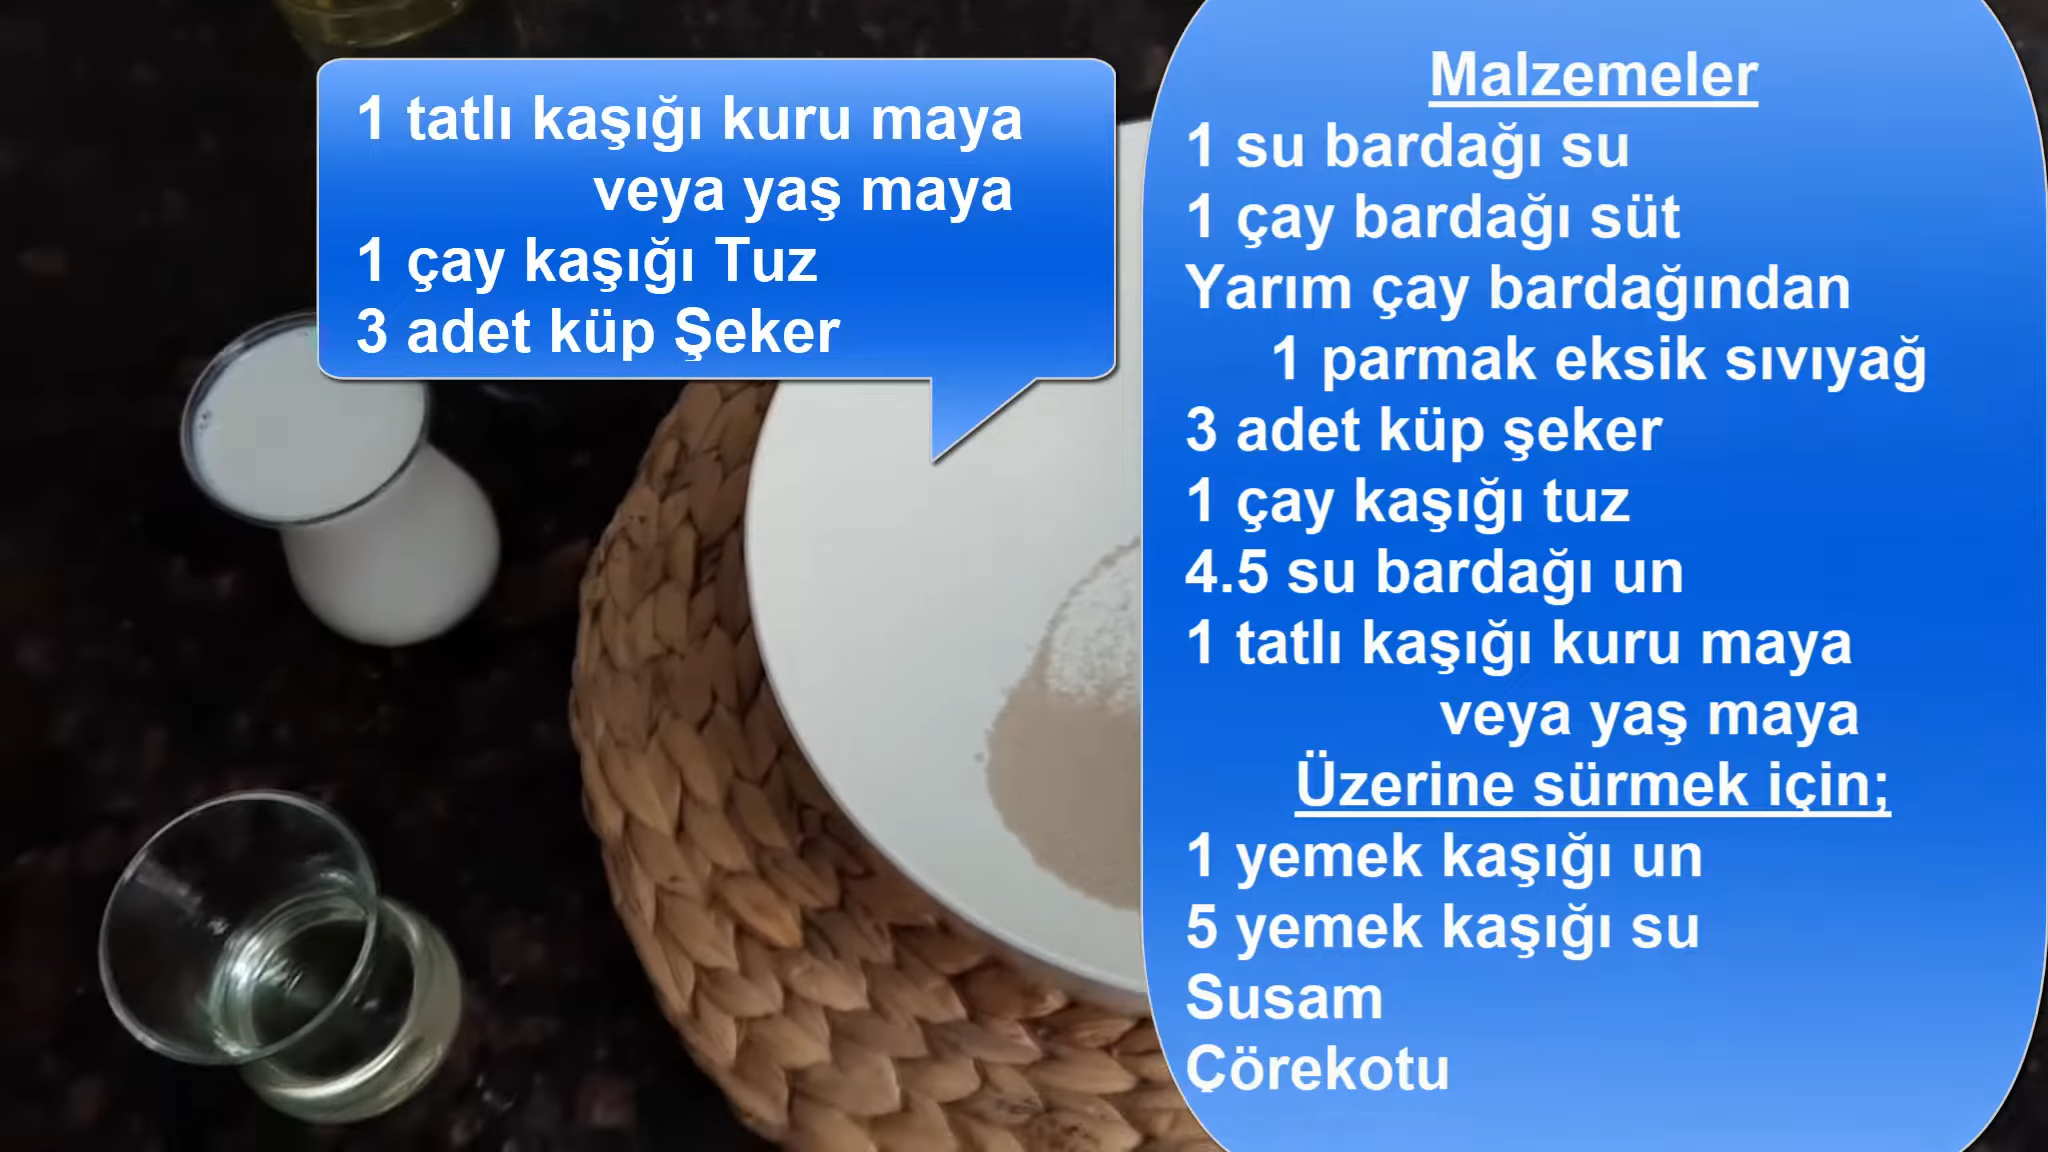 1 tatlı kaşığı kuru maya
veya yaş maya
1 çay kaşığı Tuz
3 adet küp Şeker
Malzemeler
1 su bardağı su
1 çay bardağı süt
Yarım çay bardağından
1 parmak eksik sıvıyağ
3 adet küp şeker
1 çay kaşığı tuz
4.5 su bardağı un
1 tatlı kaşığı kuru maya
veya yaş maya
Üzerine sürmek için;
1 yemek kaşığı un
5 yemek kaşığı su
Susam
Çörekotu